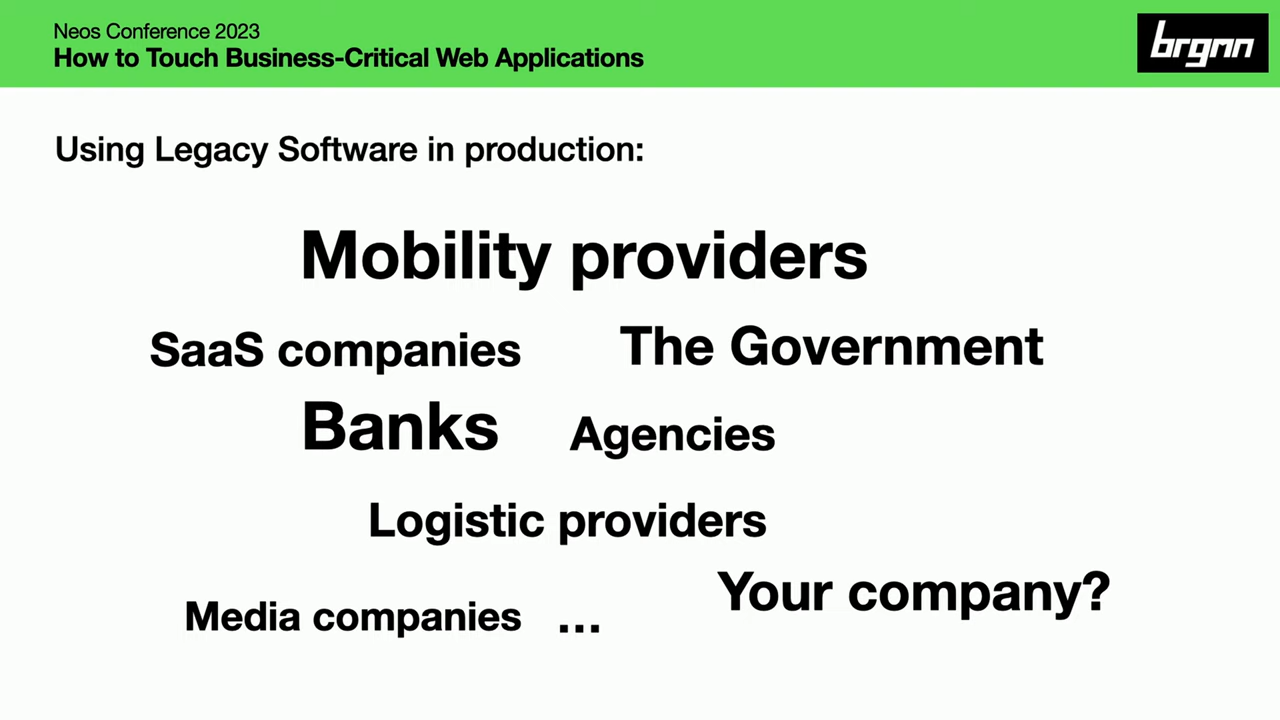 Neos Conference 2023
How to Touch Business-Critical Web Applications
brgnn
Using Legacy Software in production:
Mobility providers
SaaS companies
The Government
Banks
Agencies
Logistic providers
Your company?
Media companies
...